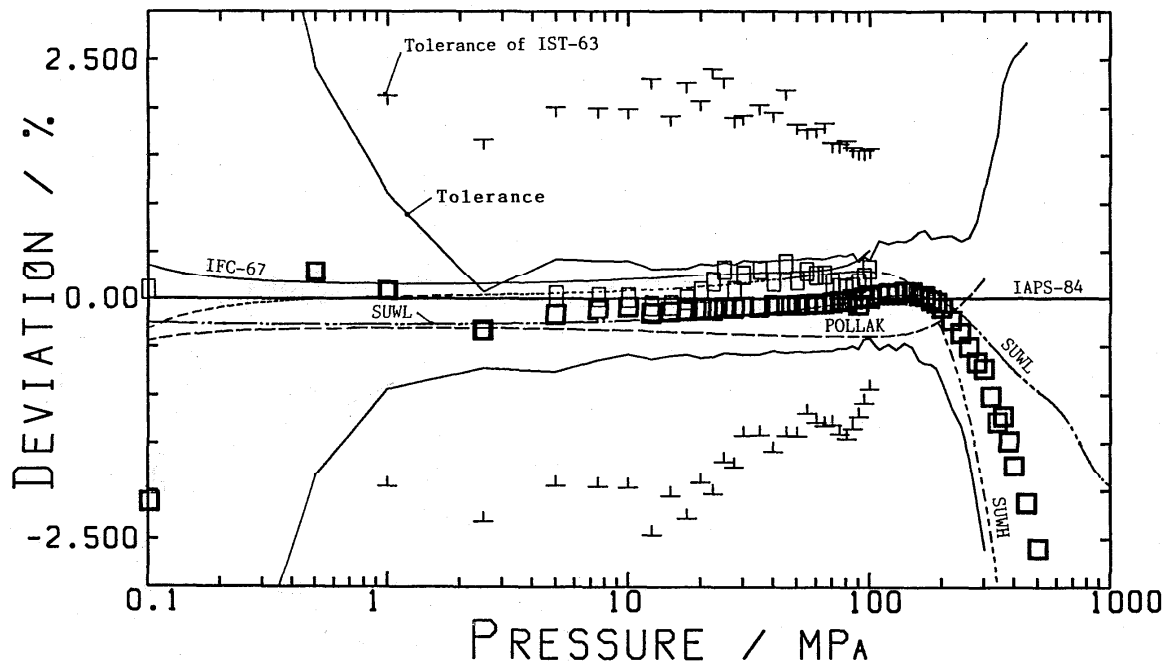 2.500
Tolerance of IST-63
Tolerance
IFC-67
0.00
IAPS-84
SUWL
POLLAK
SUWL
SUWH
-2.500
DEVIATION / %
0.1
1
10
100
1000
PRESSURE / MPA